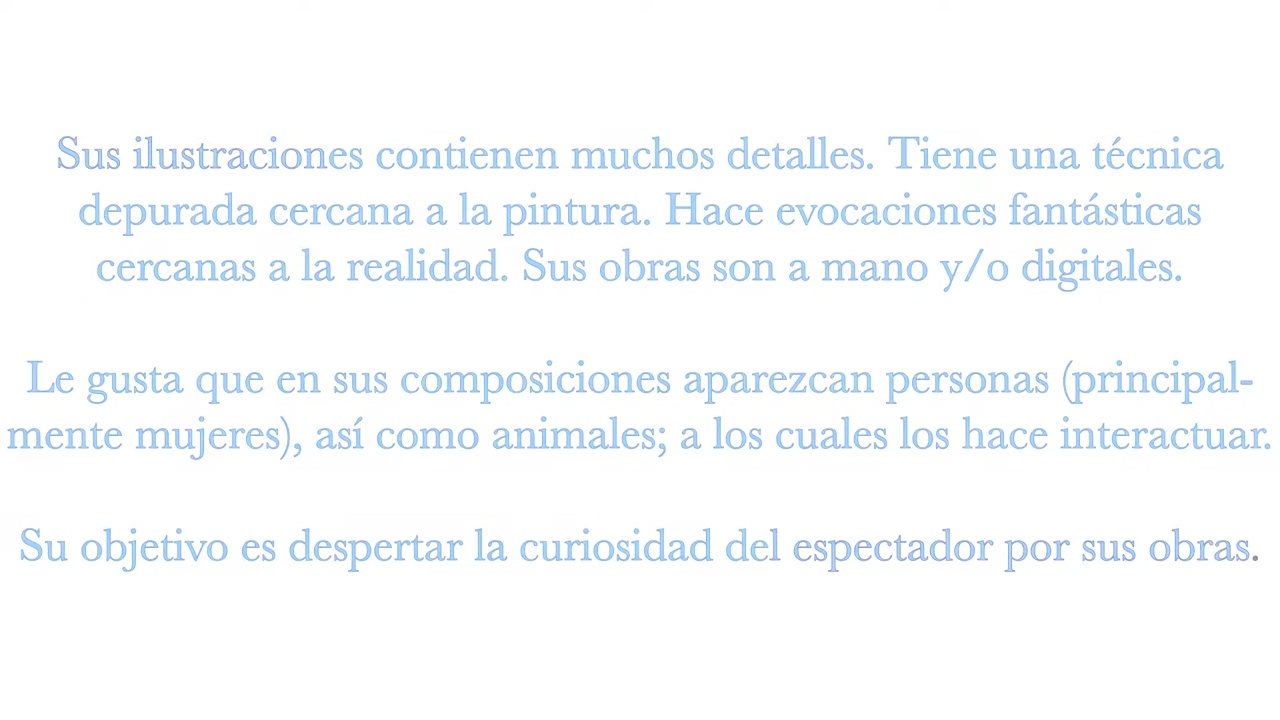 Sus ilustraciones contienen muchos detalles. Tiene una técnica
depurada cercana a la pintura. Hace evocaciones fantásticas
cercanas a la realidad. Sus obras son a mano y/o digitales.
Le gusta que en sus composiciones aparezcan personas (principal-
mente mujeres), así como animales; a los cuales los hace interactuar.
Su objetivo es despertar la curiosidad del espectador por sus obras.